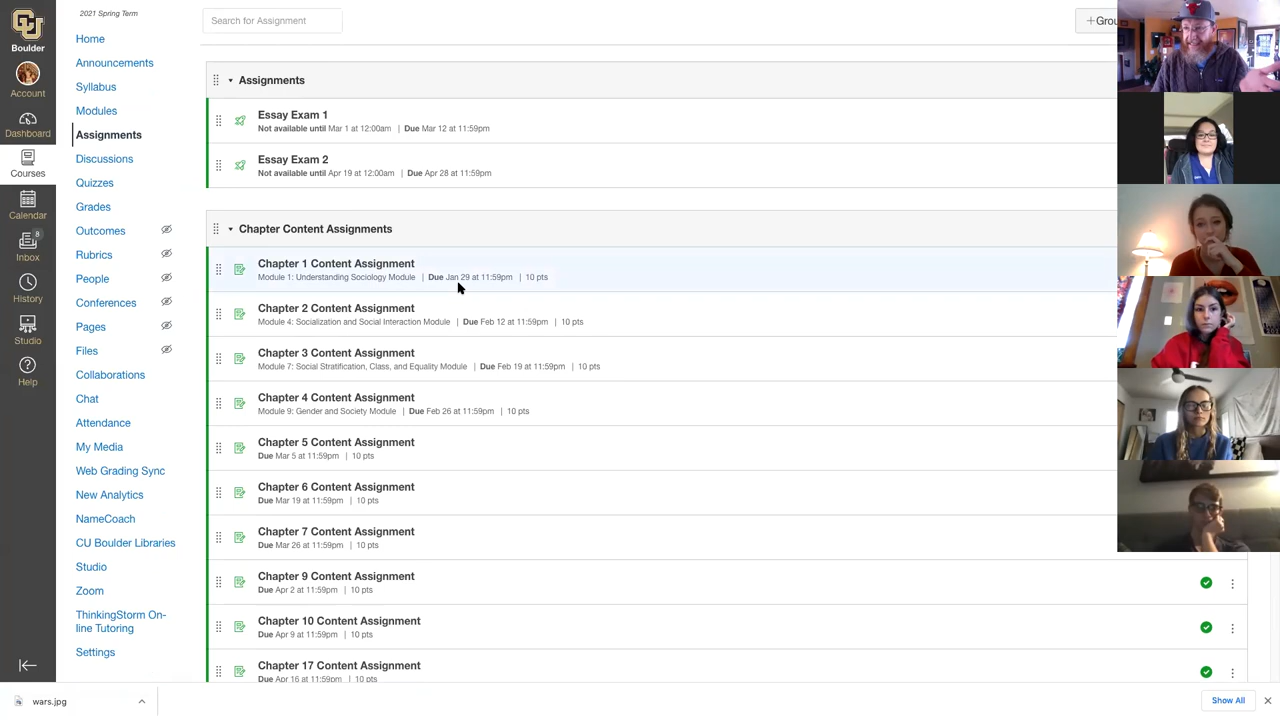 CU
Boulder
Account
Dashboard
Courses
Calendar
8
Inbox
History
Studio
Help
2021 Spring Term
Home
Announcements
Syllabus
Modules
Assignments
Discussions
Quizzes
Grades
Outcomes
Rubrics
People
Conferences
Pages
Files
Collaborations
Chat
Attendance
My Media
Web Grading Sync
New Analytics
NameCoach
CU Boulder Libraries
Studio
Zoom
ThinkingStorm On-
line Tutoring
Settings
Search for Assignment
+Grou
Assignments
Essay Exam 1
Not available until Mar 1 at 12:00am | Due Mar 12 at 11:59pm
Essay Exam 2
Not available until Apr 19 at 12:00am | Due Apr 28 at 11:59pm
Chapter Content Assignments
Chapter 1 Content Assignment
Module 1: Understanding Sociology Module | Due Jan 29 at 11:59pm | 10 pts
Chapter 2 Content Assignment
Module 4: Socialization and Social Interaction Module | Due Feb 12 at 11:59pm | 10 pts
Chapter 3 Content Assignment
Module 7: Social Stratification, Class, and Equality Module | Due Feb 19 at 11:59pm | 10 pts
Chapter 4 Content Assignment
Module 9: Gender and Society Module | Due Feb 26 at 11:59pm | 10 pts
Chapter 5 Content Assignment
Due Mar 5 at 11:59pm | 10 pts
Chapter 6 Content Assignment
Due Mar 19 at 11:59pm | 10 pts
Chapter 7 Content Assignment
Due Mar 26 at 11:59pm | 10 pts
Chapter 9 Content Assignment
Due Apr 2 at 11:59pm | 10 pts
Chapter 10 Content Assignment
Due Apr 9 at 11:59pm | 10 pts
Chapter 17 Content Assignment
Due Apr 16 at 11:59pm | 10 pts
wars.jpg
Show All